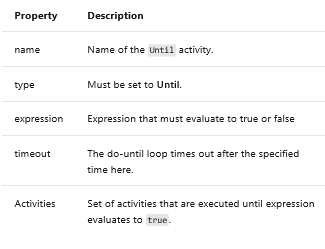 Property Description
name Name of the Until activity.
type Must be set to Until.
expression Expression that must evaluate to true or false
timeout The do-until loop times out after the specified
time here.
Activities Set of activities that are executed until expression
evaluates to true.